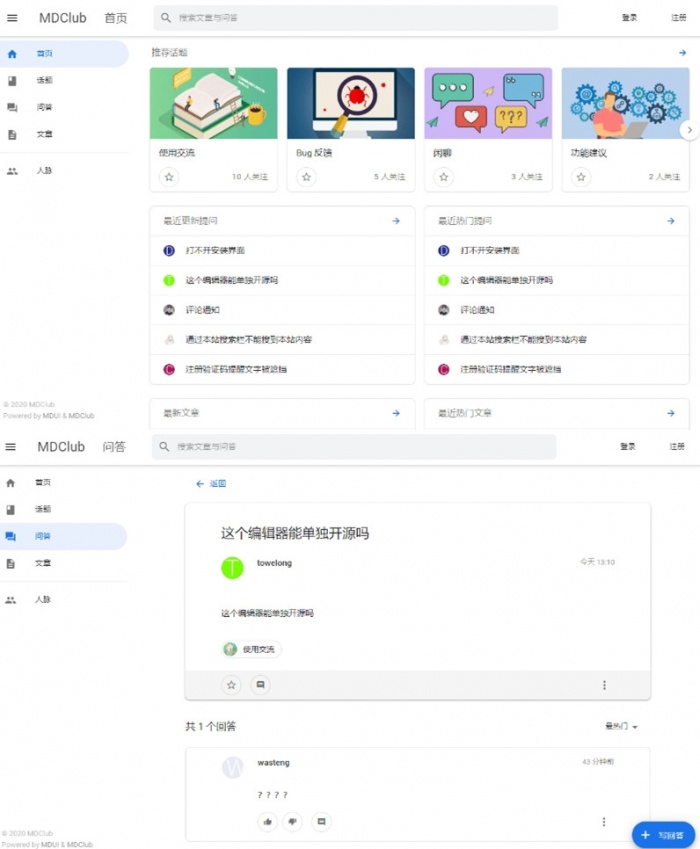 MDClub 首页 搜索文章与问答 登录 注册
首页
话题
问答
文章
人脉
推荐话题
使用交流 Bug 反馈 闲聊 功能建议
10 人关注 5 人关注 3 人关注 2 人关注
???
最近更新提问 最近热门提问
D 打不开安装界面 D 打不开安装界面
T 这个编辑器能单独开源吗 T 这个编辑器能单独开源吗
评论通知 评论通知
通过本站搜索栏不能搜到本站内容 通过本站搜索栏不能搜到本站内容
C 注册验证码提醒文字被遮挡 C 注册验证码提醒文字被遮挡
最新文章 最近热门文章
© 2020 MDClub
Powered by MDUI & MDClub
MDClub 问答 搜索文章与问答 登录 注册
首页
话题
问答
文章
人脉
返回
这个编辑器能单独开源吗
T towelong 今天 13:10
这个编辑器能单独开源吗
使用交流
共 1 个回答 最热门
W wasteng 43 分钟前
？？？？
写回答
© 2020 MDClub
Powered by MDUI & MDClub